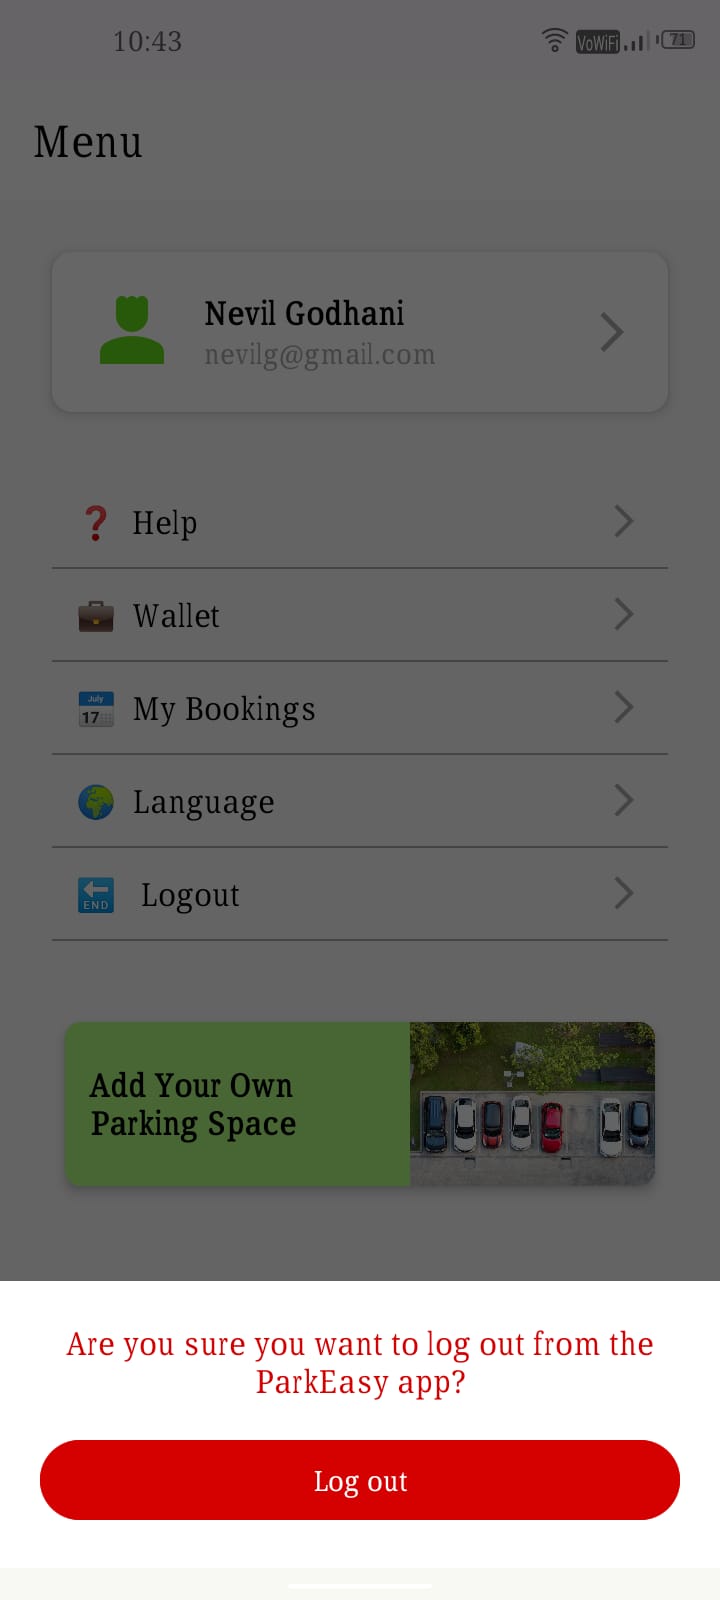 10:43
VoWiFi
71
Menu
Nevil Godhani
nevilg@gmail.com
Help
Wallet
July
17
My Bookings
Language
END
Logout
Add Your Own
Parking Space
Are you sure you want to log out from the
ParkEasy app?
Log out